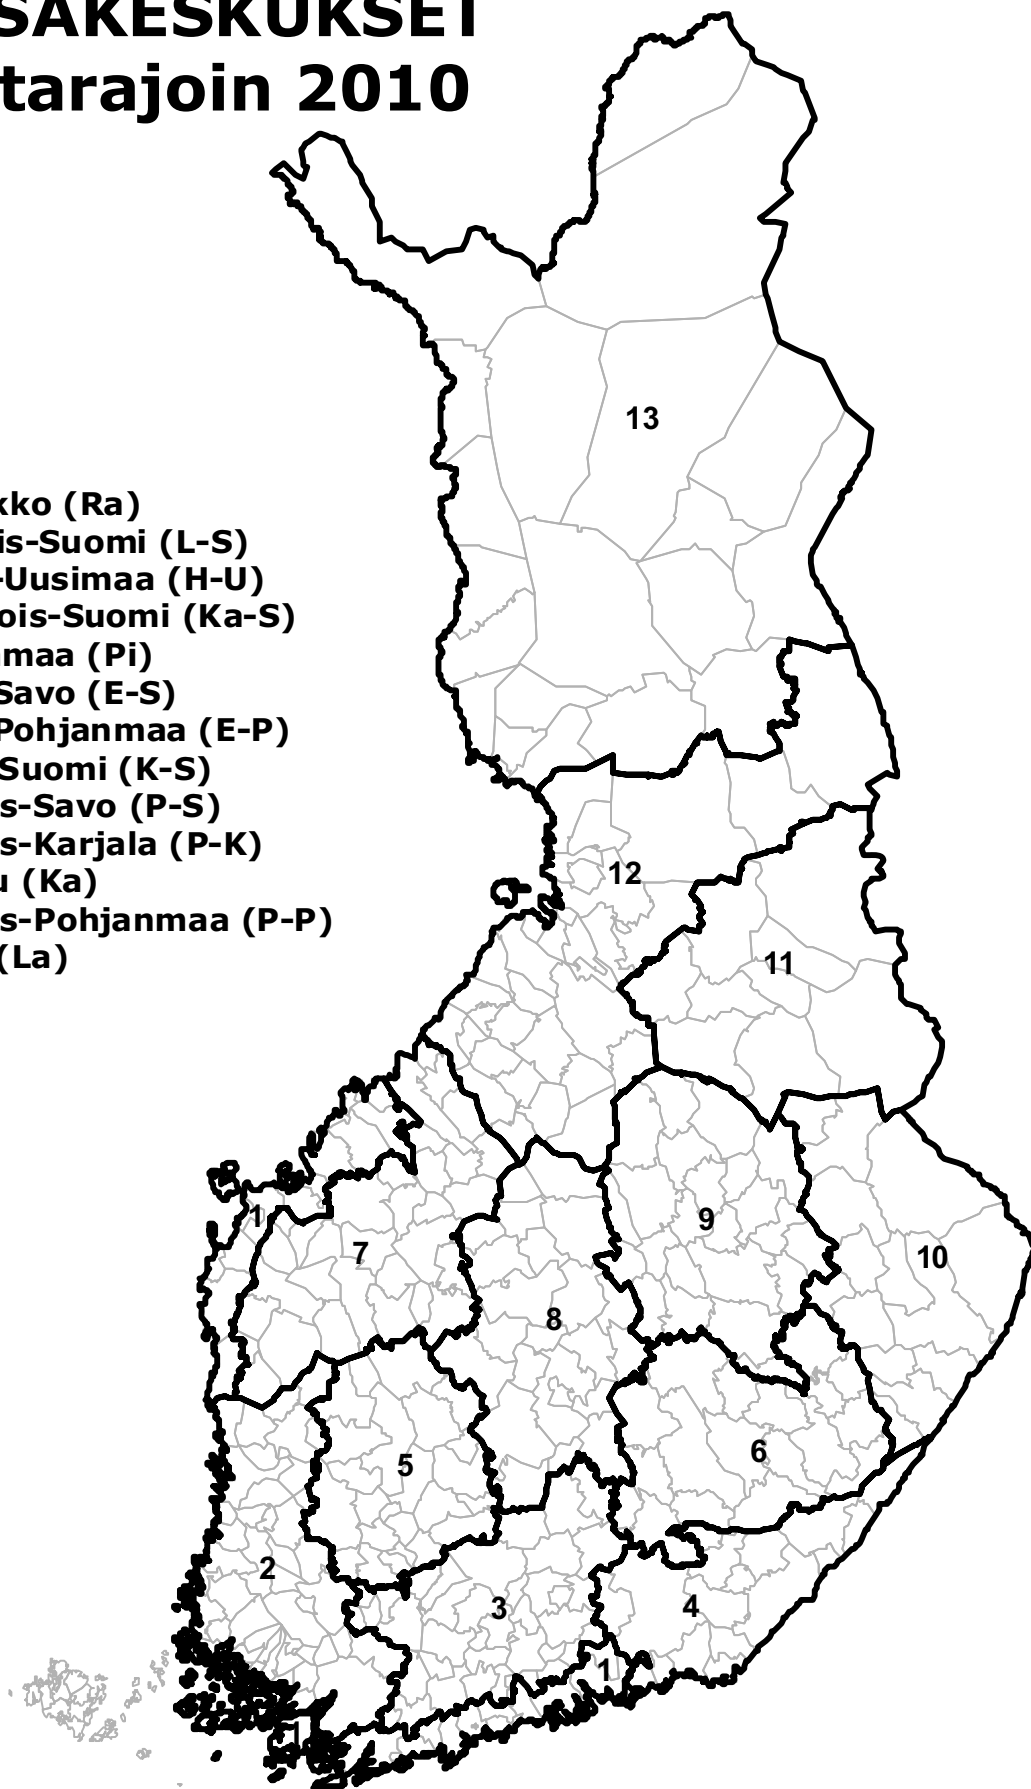 SAKESKUKSET
tarajoin 2010
kko (Ra)
is-Suomi (L-S)
-Uusimaa (H-U)
ois-Suomi (Ka-S)
maa (Pi)
Savo (E-S)
Pohjanmaa (E-P)
Suomi (K-S)
s-Savo (P-S)
s-Karjala (P-K)
u (Ka)
s-Pohjanmaa (P-P)
(La)
13
12
11
1
7
9
10
8
5
6
2
3
4
1
1